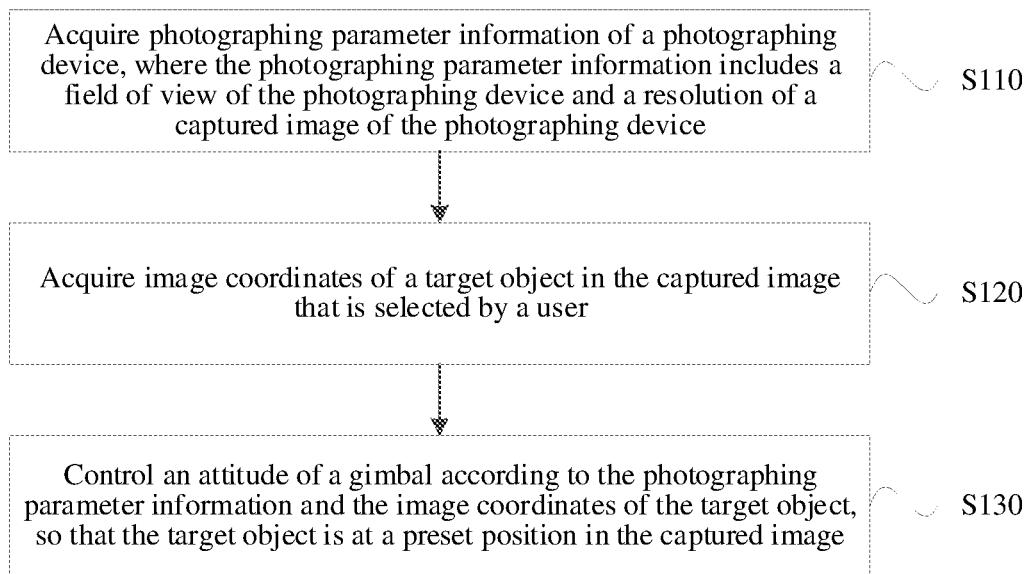 Acquire photographing parameter information of a photographing
device, where the photographing parameter information includes a
field of view of the photographing device and a resolution of a
captured image of the photographing device
S110
Acquire image coordinates of a target object in the captured image
that is selected by a user
S120
Control an attitude of a gimbal according to the photographing
parameter information and the image coordinates of the target object,
so that the target object is at a preset position in the captured image
S130